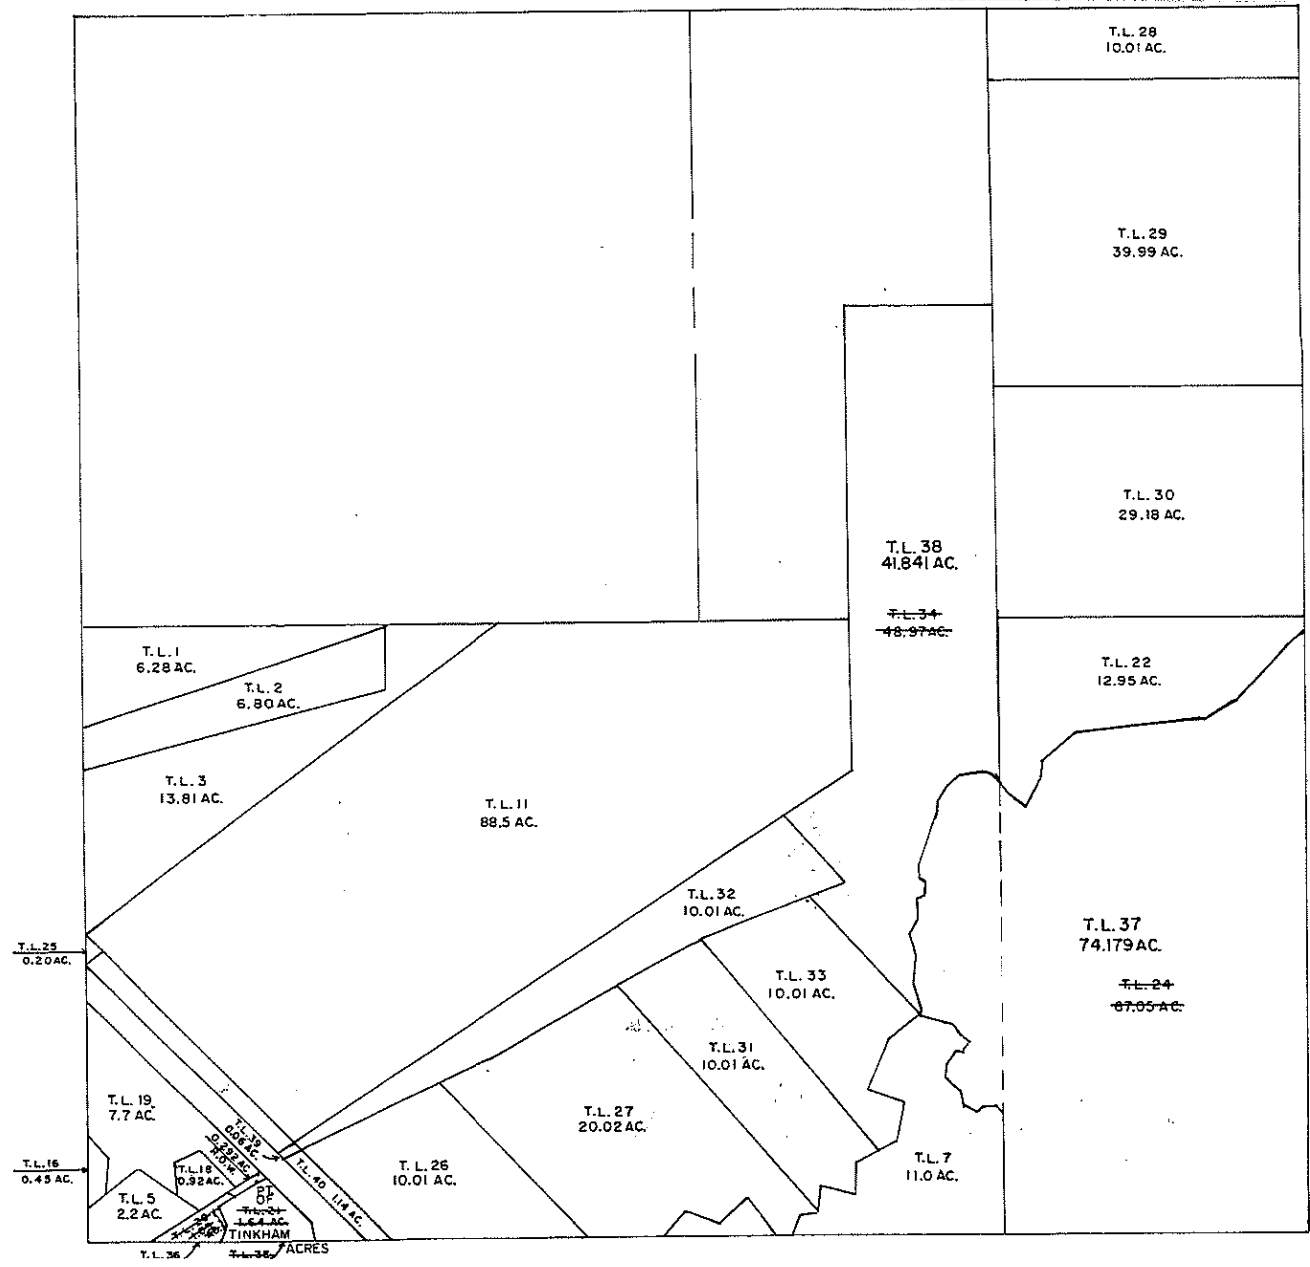 T.L. 28
10.01 AC.
T.L. 29
39.99 AC.
T.L. 30
29.18 AC.
T.L. 38
41.841 AC.
T.L. 34
48.97 AC.
T.L. 1
6.28 AC.
T.L. 2
6.80 AC.
T.L. 22
12.95 AC.
T.L. 3
13.81 AC.
T.L. 11
88.5 AC.
T.L. 32
10.01 AC.
T.L. 37
74.179 AC.
T.L. 24
87.05 AC.
T.L. 25
0.20 AC.
T.L. 33
10.01 AC.
T.L. 31
10.01 AC.
T.L. 19
7.7 AC.
T.L. 27
20.02 AC.
T.L. 39
0.06 AC.
0.292 AC.
R.O.W.
T.L. 16
0.45 AC.
T.L. 18
0.92 AC.
T.L. 40 1.14 AC.
T.L. 26
10.01 AC.
T.L. 7
11.0 AC.
T.L. 5
2.2 AC.
PT.
OF
T.L. 21
1.64 AC.
TINKHAM
ACRES
T.L. 36